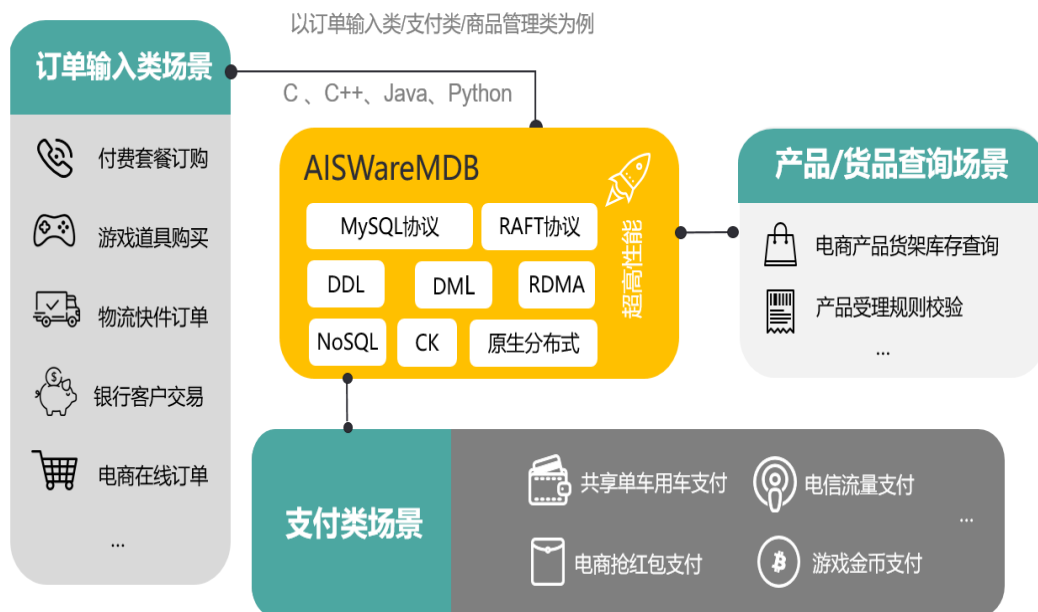 以订单输入类/支付类/商品管理类为例
订单输入类场景
C 、C++、Java、Python
付费套餐订购
游戏道具购买
物流快件订单
银行客户交易
电商在线订单
...
AISWareMDB
MySQL协议
RAFT协议
DDL
DML
RDMA
NoSQL
CK
原生分布式
超高性能
产品/货品查询场景
电商产品货架库存查询
产品受理规则校验
...
支付类场景
共享单车用车支付
电信流量支付
...
电商抢红包支付
游戏金币支付